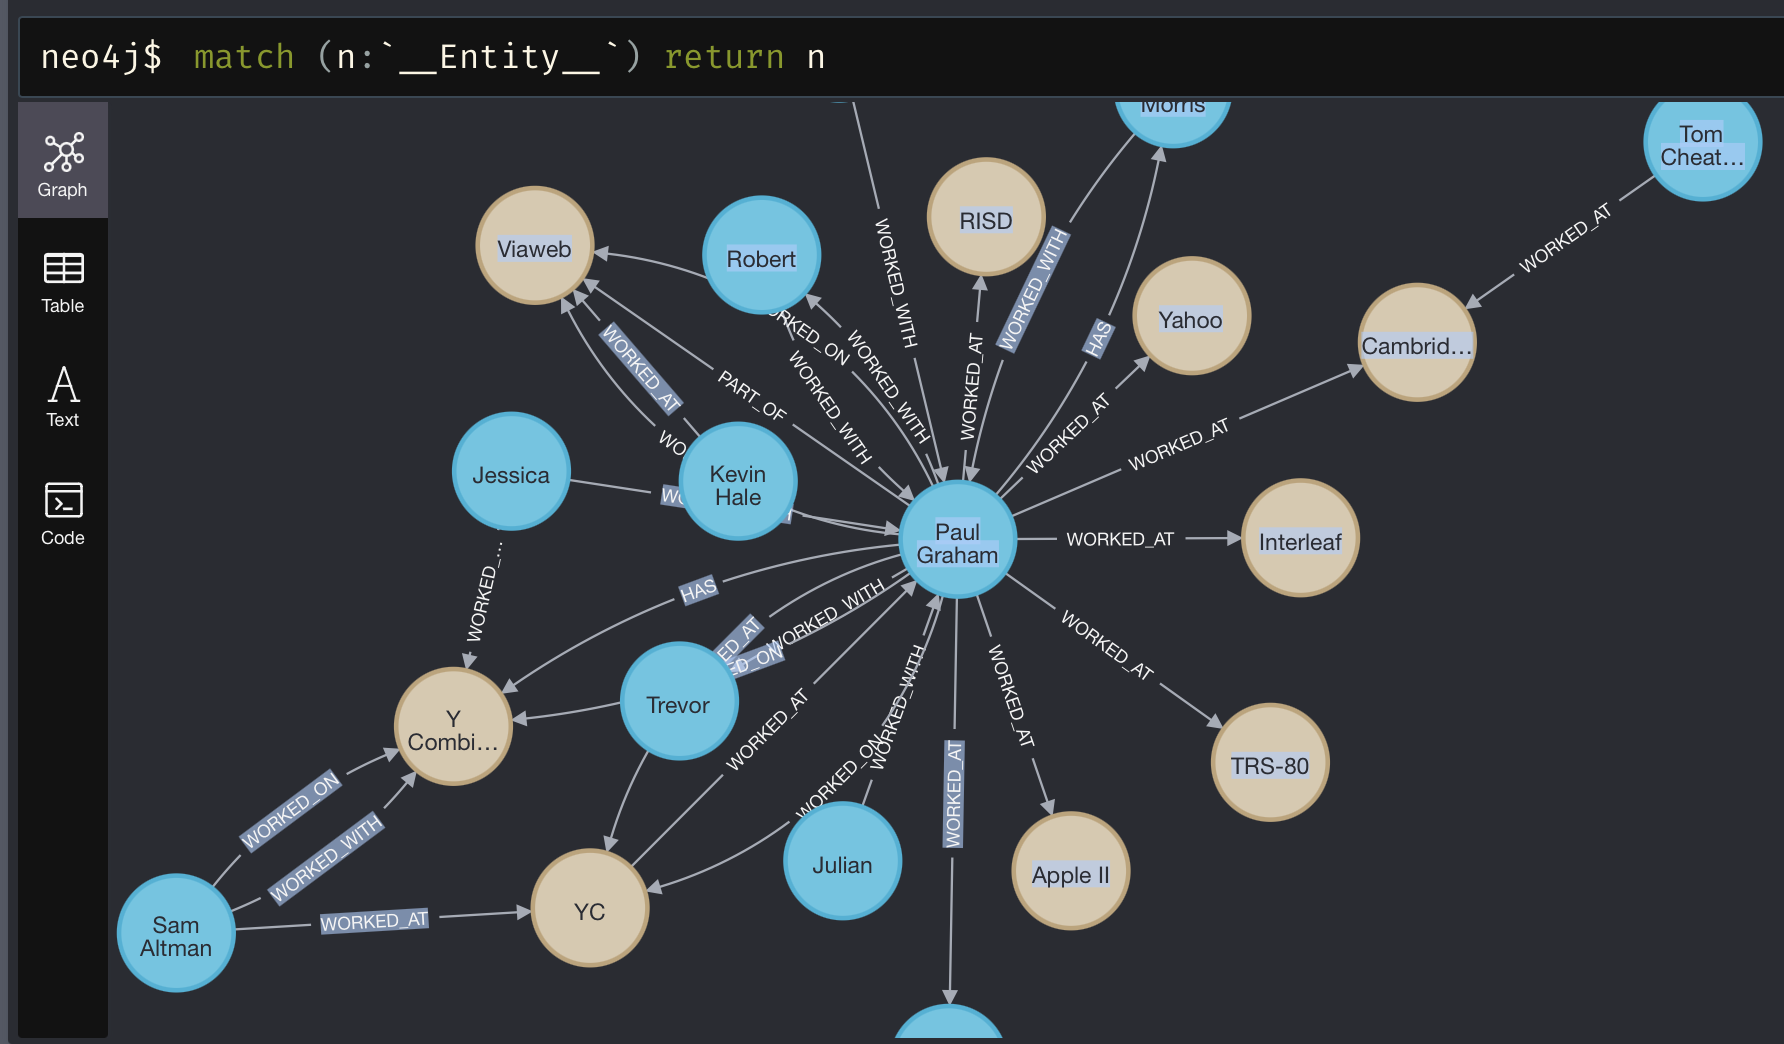 neo4j$ match (n:`__Entity__`) return n
Graph
Table
Text
Code
Morris
Tom
Cheat...
Viaweb
Robert
RISD
Yahoo
Cambrid...
Jessica
Kevin
Hale
Paul
Graham
Interleaf
Y
Combi...
Trevor
TRS-80
Sam
Altman
YC
Julian
Apple II
WORKED_WITH
WORKED_WITH
WORKED_AT
HAS
WORKED_AT
WORKED_AT
WORKED_AT
WORKED_AT
PART_OF
ORKED_ON
WORKED_WITH
WORKED_WITH
WO
WO
WORKED_AT
WORKED_...
HAS
ED_AT
ED_ON
WORKED_WITH
WORKED_AT
WORKED_WITH
WORKED_ON
WORKED_AT
WORKED_AT
WORKED_AT
WORKED_ON
WORKED_WITH
WORKED_AT